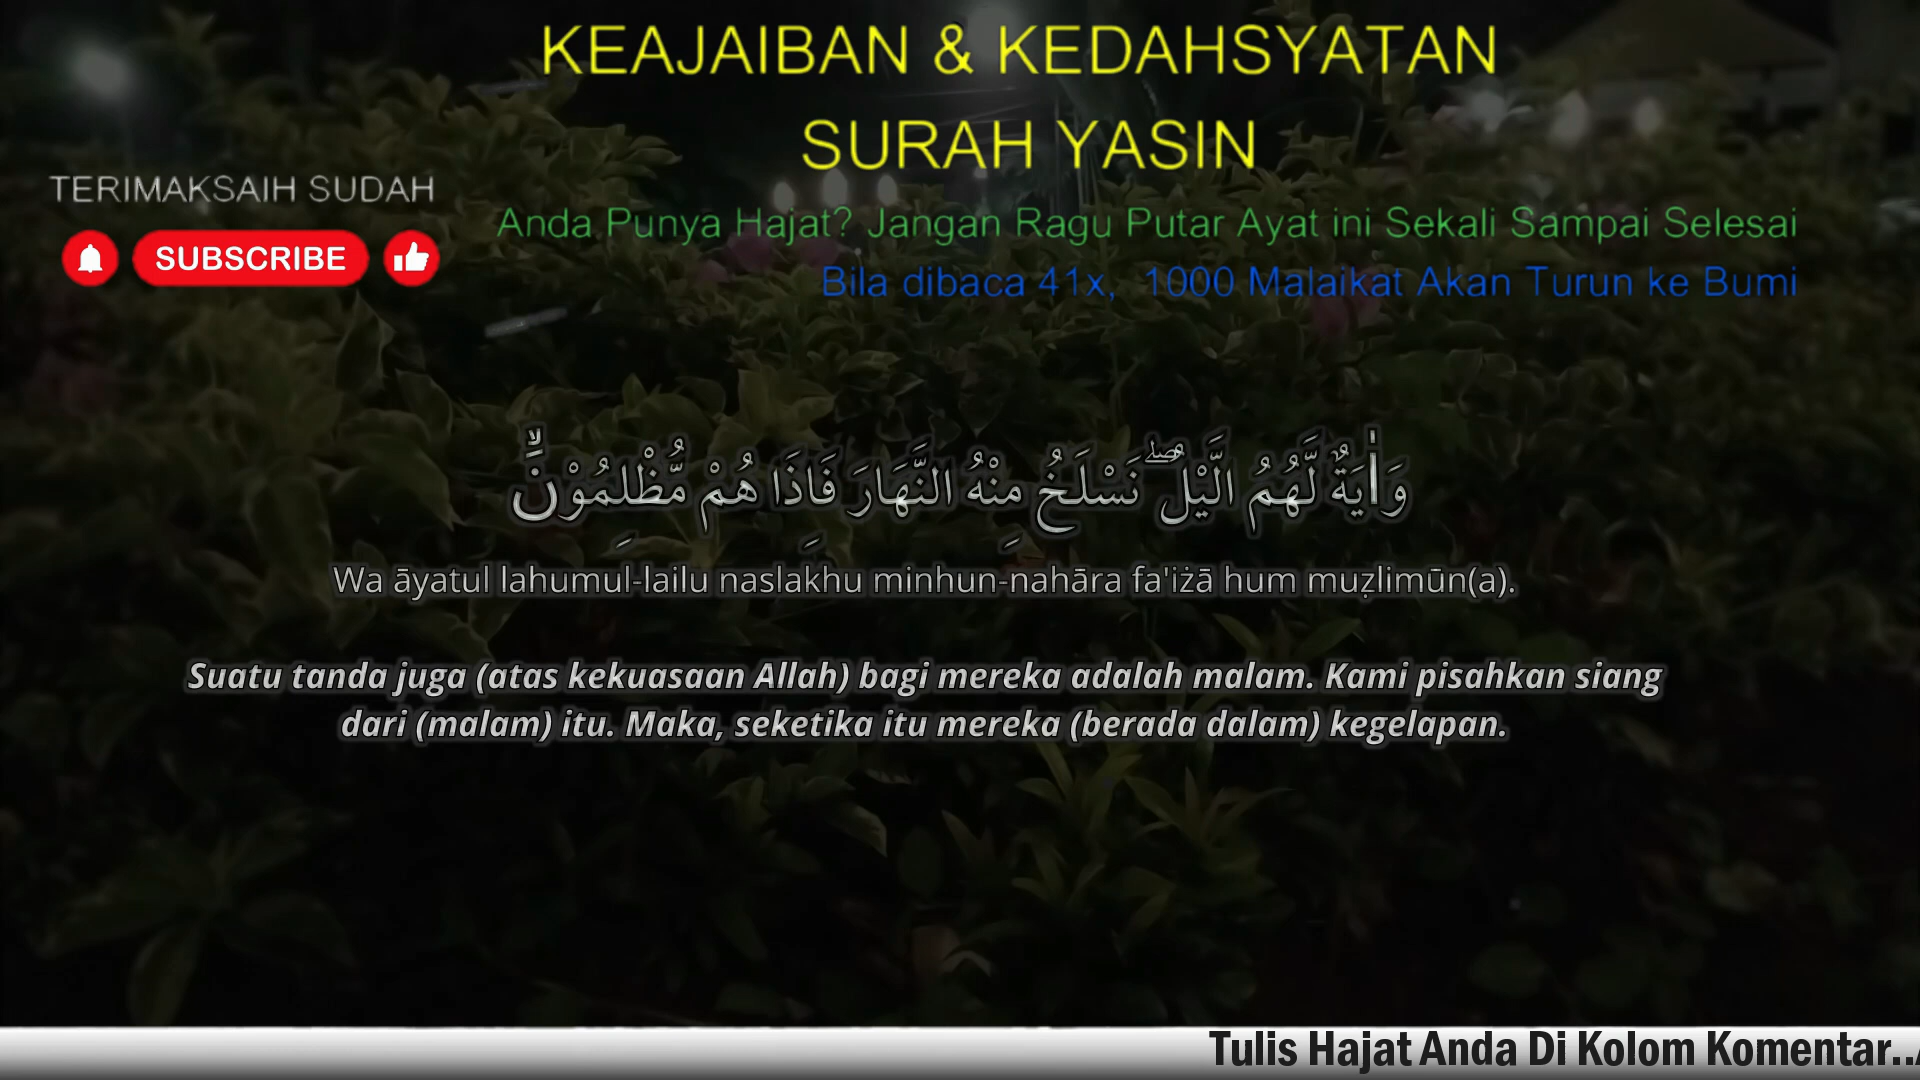 KEAJAIBAN & KEDAHSYATAN
SURAH YASIN
TERIMAKSAIH SUDAH
SUBSCRIBE
Anda Punya Hajat? Jangan Ragu Putar Ayat ini Sekali Sampai Selesai
Bila dibaca 41x, 1000 Malaikat Akan Turun ke Bumi
وَاٰيَةٌ لَّهُمُ الَّيْلُ ۖنَسْلَخُ مِنْهُ النَّهَارَ فَاِذَا هُمْ مُّظْلِمُوْنَۙ
Wa āyatul lahumul-lailu naslakhu minhun-nahāra fa'iżā hum muẓlimūn(a).
Suatu tanda juga (atas kekuasaan Allah) bagi mereka adalah malam. Kami pisahkan siang
dari (malam) itu. Maka, seketika itu mereka (berada dalam) kegelapan.
Tulis Hajat Anda Di Kolom Komentar..